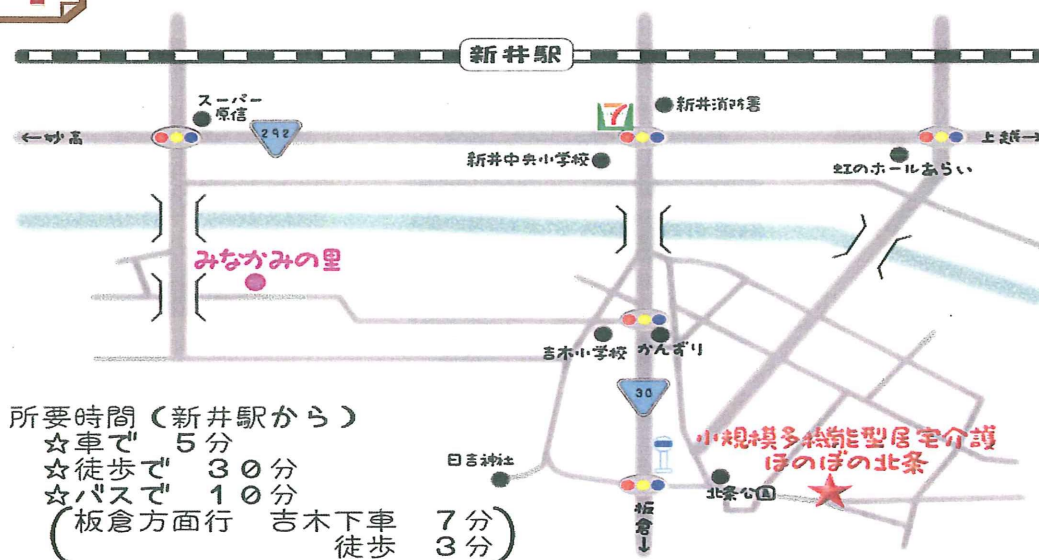 新井駅
スーパー
原信
292
7
新井消防署
←妙高
上越→
新井中央小学校
虹のホールあらい
みなかみの里
吉木小学校
かんずり
30
所要時間(新井駅から)
☆車で 5分
☆徒歩で 30分
☆バスで 10分
(板倉方面行 吉木下車 7分
徒歩 3分)
日吉神社
小規模多機能型居宅介護
ほのぼの北条
北条公園
板倉↓